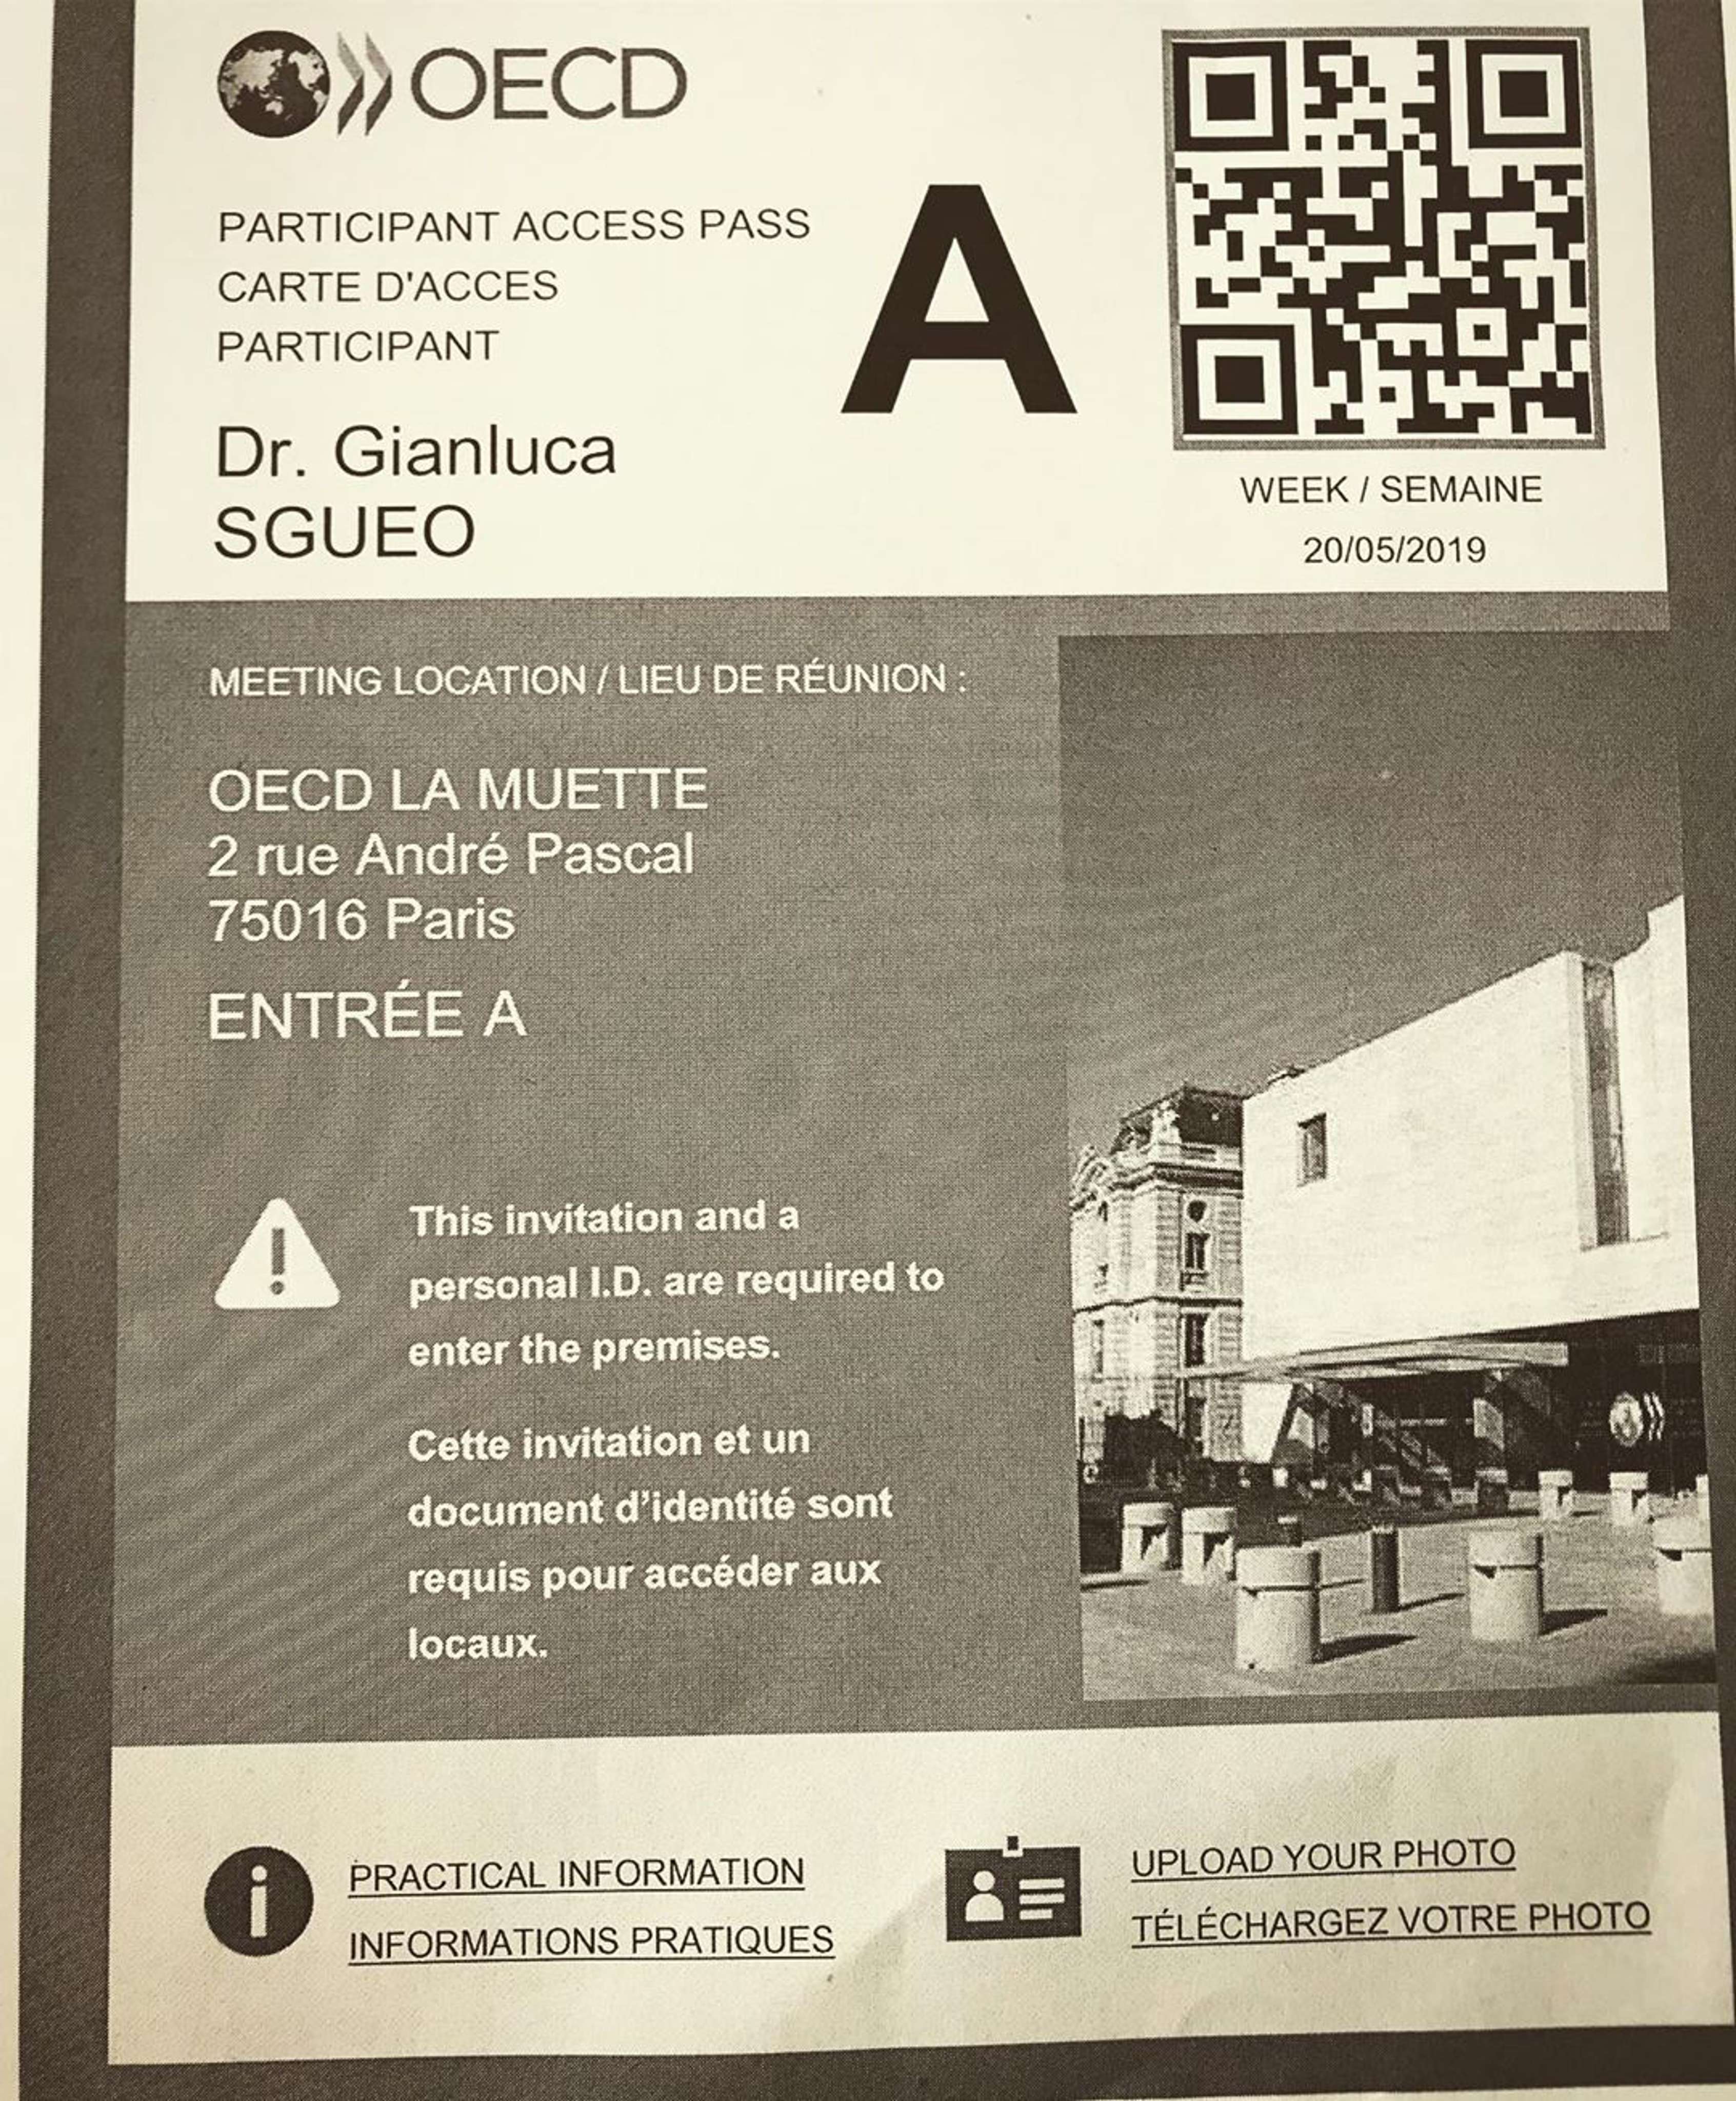 OECD
PARTICIPANT ACCESS PASS
CARTE D'ACCES
PARTICIPANT
Dr. Gianluca
SGUEO
A
WEEK / SEMAINE
20/05/2019
MEETING LOCATION / LIEU DE RÉUNION :
OECD LA MUETTE
2 rue André Pascal
75016 Paris
ENTRÉE A
This invitation and a
personal I.D. are required to
enter the premises.
Cette invitation et un
document d'identité sont
requis pour accéder aux
locaux.
PRACTICAL INFORMATION
INFORMATIONS PRATIQUES
UPLOAD YOUR PHOTO
TÉLÉCHARGEZ VOTRE PHOTO